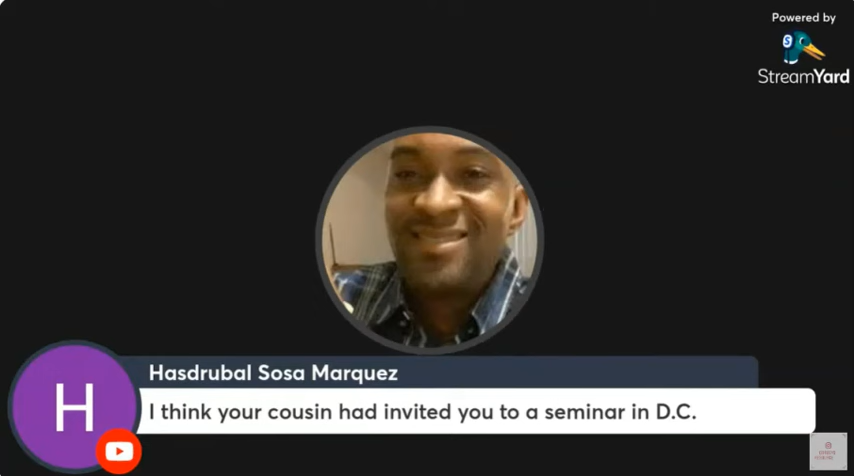 Powered by
S
StreamYard
H
Hasdrubal Sosa Marquez
I think your cousin had invited you to a seminar in D.C.